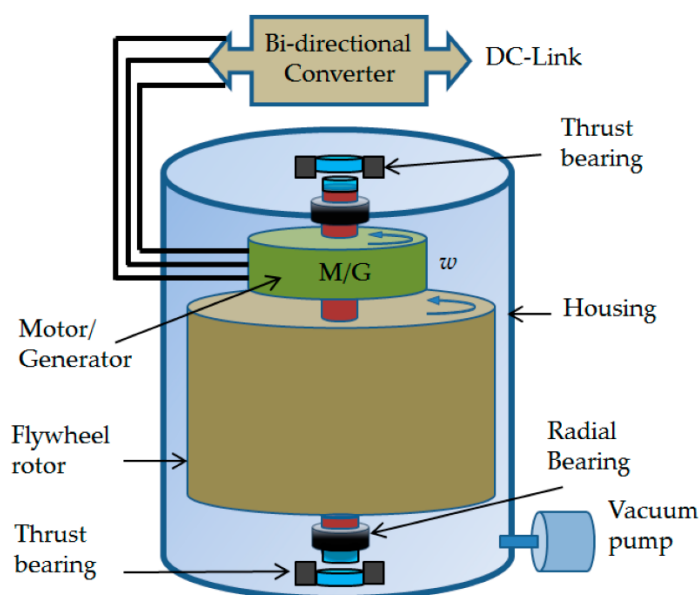 Bi-directional
Converter
DC-Link
Thrust
bearing
M/G
w
Motor/
Generator
Housing
Flywheel
rotor
Radial
Bearing
Thrust
bearing
Vacuum
pump